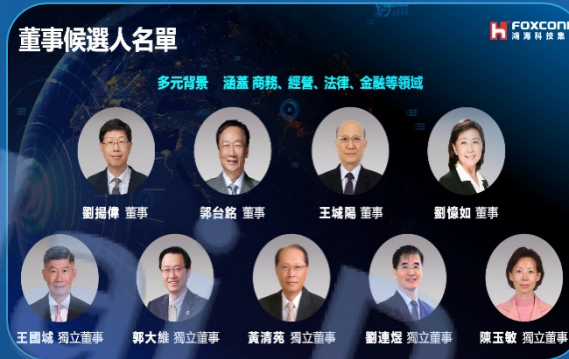 董事候選人名單
FOXCONN
鴻海科技集
多元背景 涵蓋 商務、經營、法律、金融等領域
劉揚偉 董事
郭台銘 董事
王城陽 董事
劉憶如 董事
王國城 獨立董事
郭大維 獨立董事
黃清苑 獨立董事
劉連煜 獨立董事
陳玉敏 獨立董事